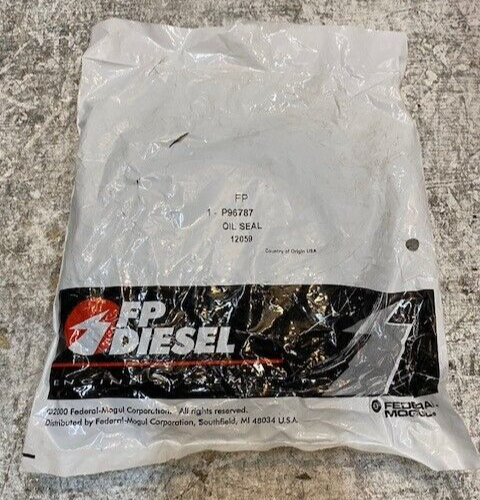 FP
1 - P96787
OIL SEAL
12059
Country of Origin USA
FP
DIESEL
©2000 Federal-Mogul Corporation. All rights reserved.
Distributed by Federal-Mogul Corporation, Southfield, MI 48034 U.S.A.
FEDERAL
MOGUL